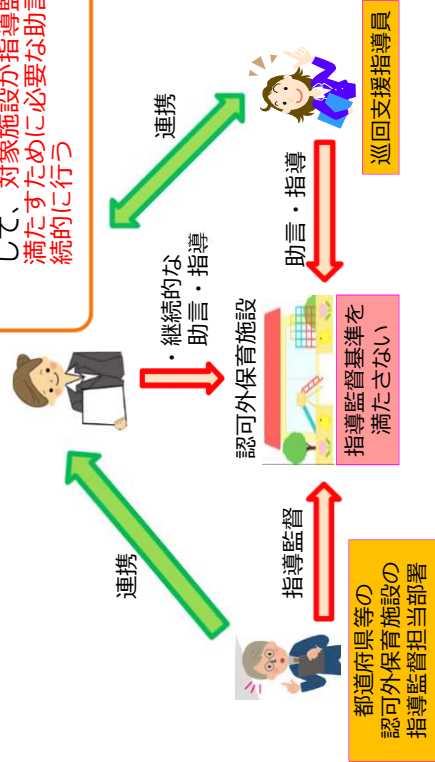 して、対象施設が指導監
満たすために必要な助言
続的に行う
連携
連携
・継続的な
助言・指導
認可外保育施設
指導監督
助言・指導
指導監督基準を
満たさない
巡回支援指導員
都道府県等の
認可外保育施設の
指導監督担当部署